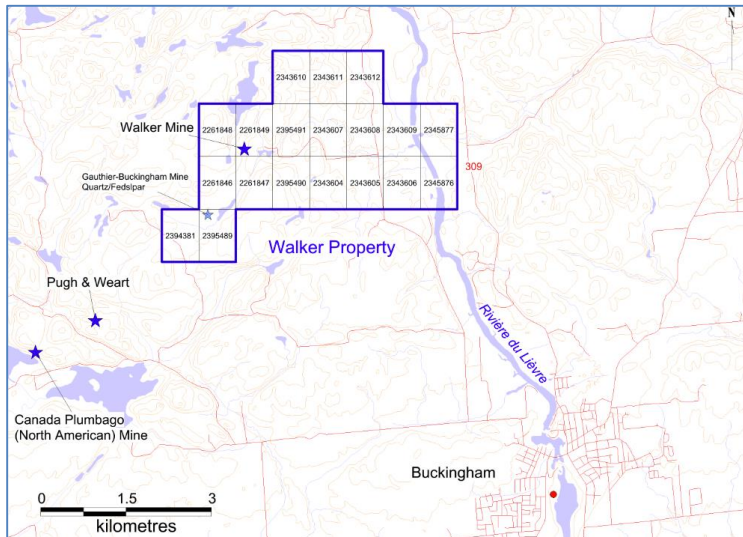 N
2343610 2343611 2343612
Walker Mine
2261848 2261849 2395491 2343607 2343608 2343609 2345877
Gauthier-Buckingham Mine
Quartz/Fedslpar
2261846 2261847 2395490 2343604 2343605 2343606 2345876
309
2394381 2395489
Walker Property
Pugh & Weart
Rivière du Lièvre
Canada Plumbago
(North American) Mine
Buckingham
0 1.5 3
kilometres